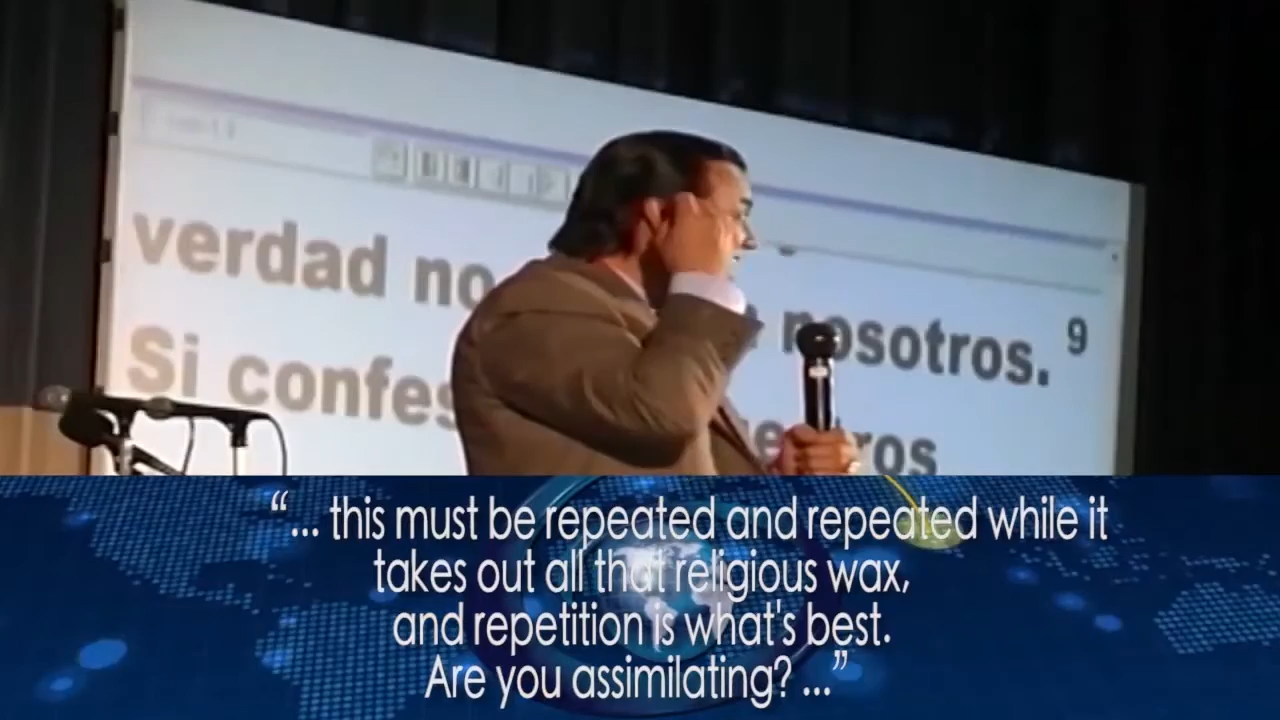 verdad no nosotros. 9
Si confes ros
“... this must be repeated and repeated while it
takes out all that religious wax,
and repetition is what's best.
Are you assimilating? ...”